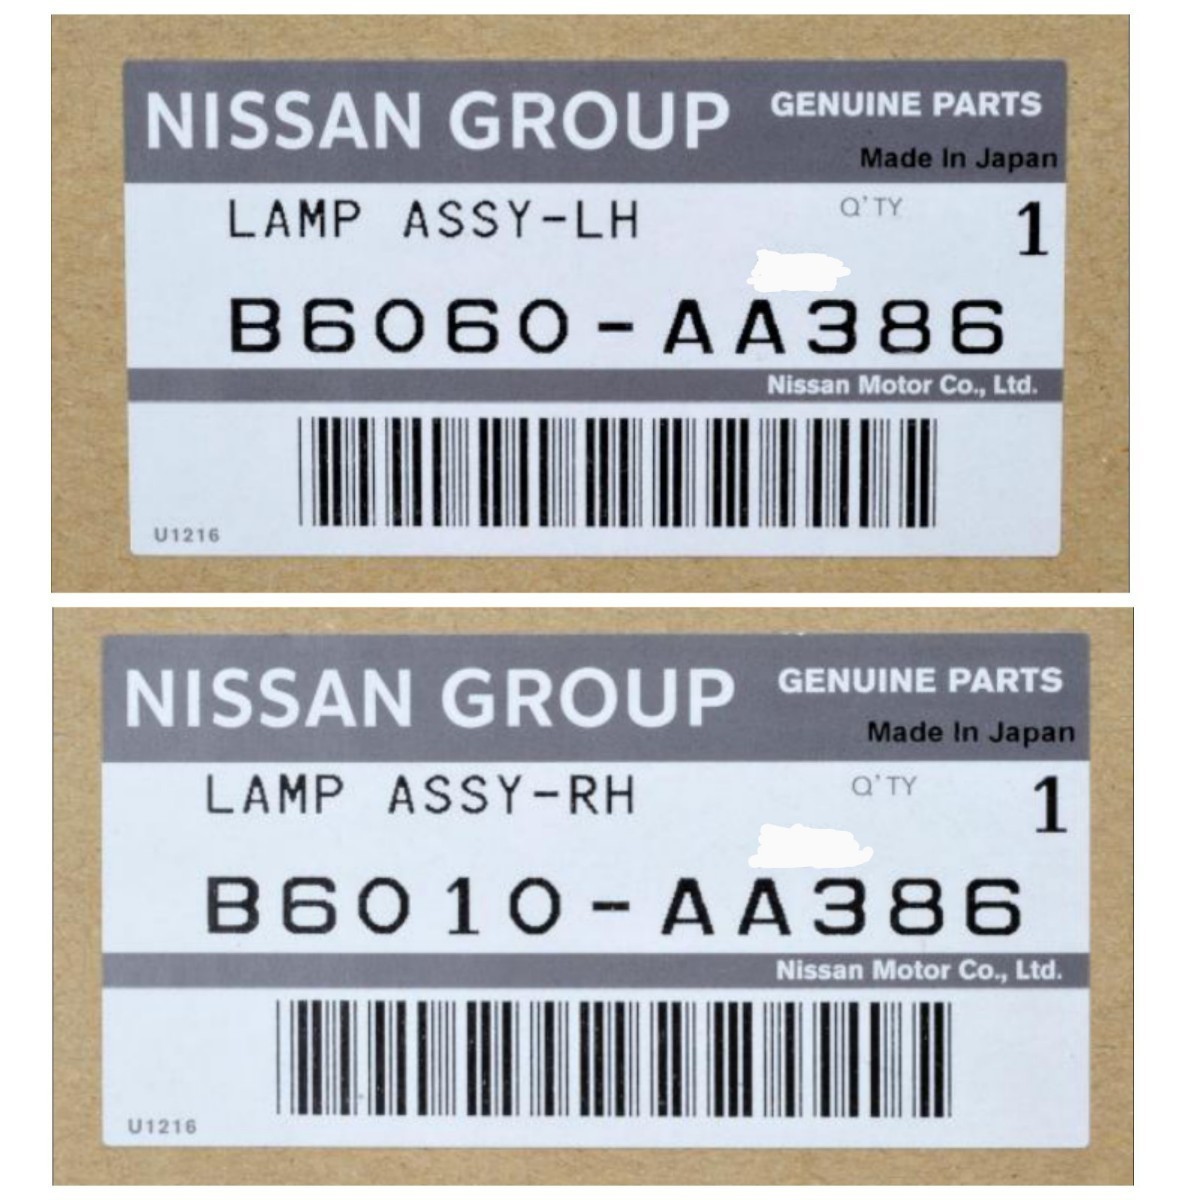 NISSAN GROUP GENUINE PARTS
Made In Japan
LAMP ASSY-LH Q'TY 1
B6060-AA386
Nissan Motor Co., Ltd.
U1216
NISSAN GROUP GENUINE PARTS
Made In Japan
LAMP ASSY-RH Q'TY 1
B6010-AA386
Nissan Motor Co., Ltd.
U1216